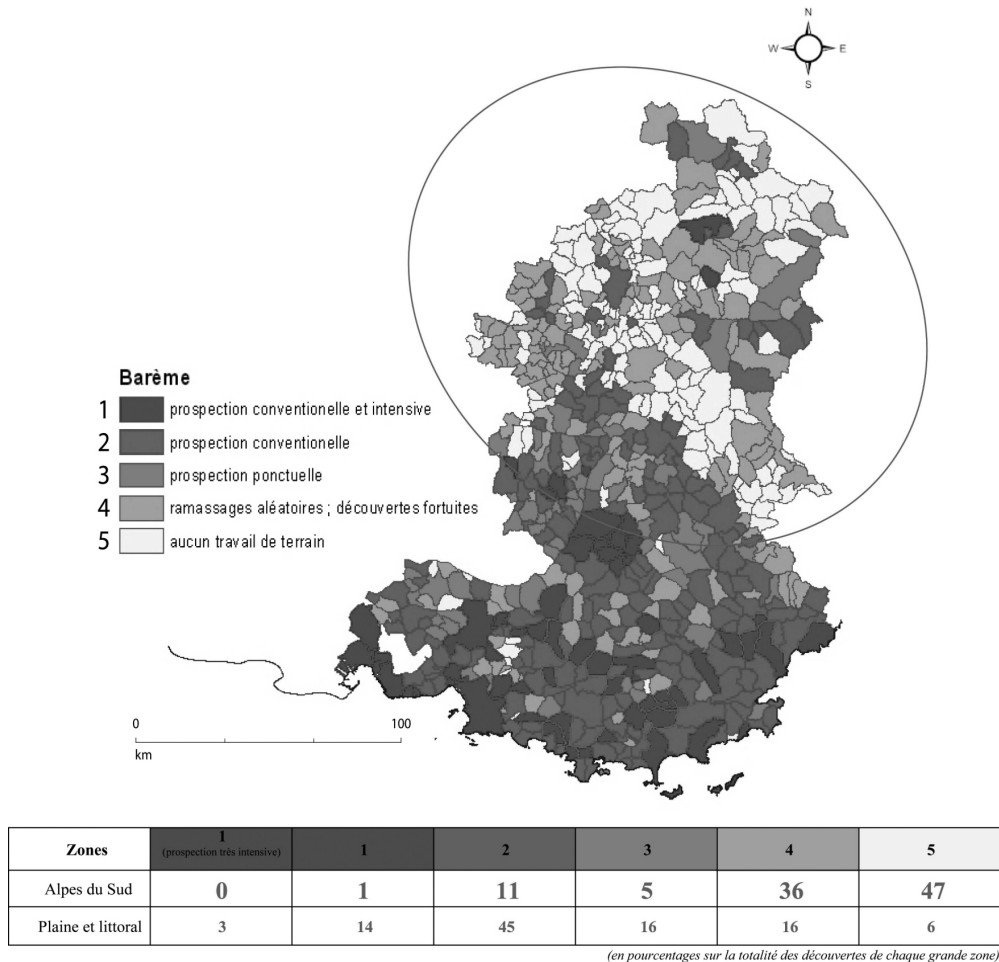 N
W E
S
Barème
1 prospection conventionelle et intensive
2 prospection conventionelle
3 prospection ponctuelle
4 ramassages aléatoires ; découvertes fortuites
5 aucun travail de terrain
0 100
km
Zones 1 (prospection très intensive) 1 2 3 4 5
Alpes du Sud 0 1 11 5 36 47
Plaine et littoral 3 14 45 16 16 6
(en pourcentages sur la totalité des découvertes de chaque grande zone)